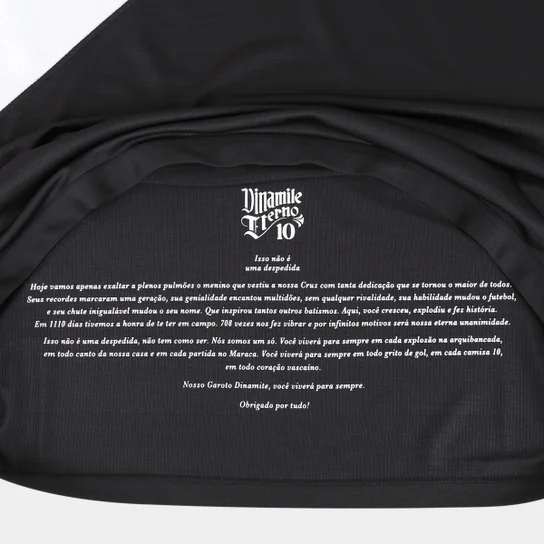 Dinamite
Eterno
10
Isso não é
uma despedida
Hoje vamos apenas exaltar a plenos pulmões o menino que vestiu a nossa Cruz com tanta dedicação que se tornou o maior de todos.
Seus recordes marcaram uma geração, sua genialidade encantou multidões, sem qualquer rivalidade, sua habilidade mudou o futebol,
e seu chute inigualável mudou o seu nome. Que inspirou tantos outros batismos. Aqui, você cresceu, explodiu e fez história.
Em 1110 dias tivemos a honra de te ter em campo. 708 vezes nos fez vibrar e por infinitos motivos será nossa eterna unanimidade.
Isso não é uma despedida, não tem como ser. Nós somos um só. Você viverá para sempre em cada explosão na arquibancada,
em todo canto da nossa casa e em cada partida no Maraca. Você viverá para sempre em todo grito de gol, em cada camisa 10,
em todo coração vascaíno.
Nosso Garoto Dinamite, você viverá para sempre.
Obrigado por tudo!